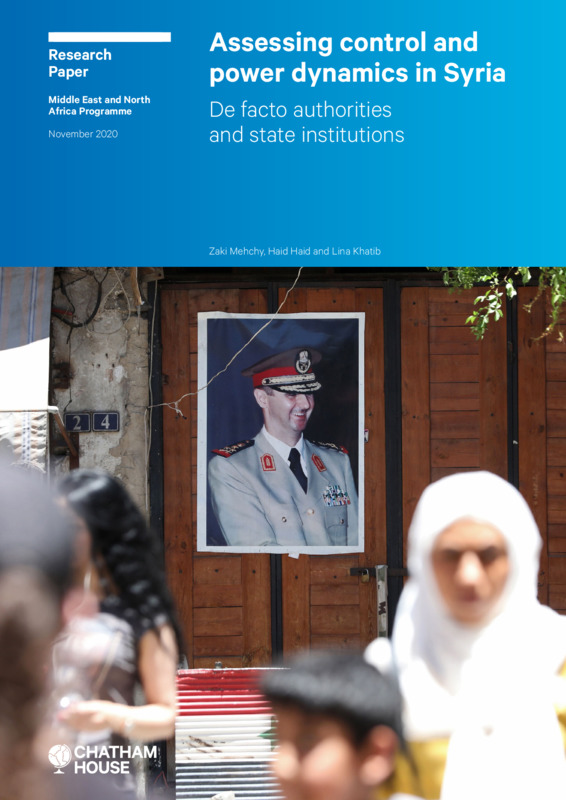 Research
Paper
Middle East and North
Africa Programme
November 2020
Assessing control and
power dynamics in Syria
De facto authorities
and state institutions
Zaki Mehchy, Haid Haid and Lina Khatib
2 4
CHATHAM
HOUSE